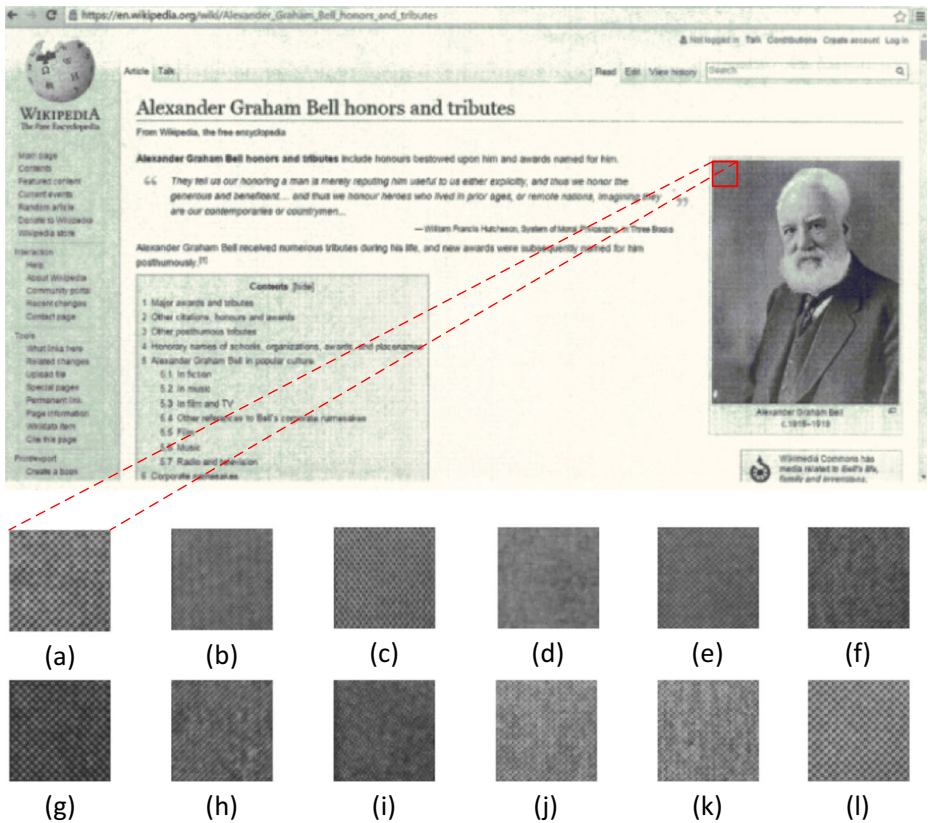 https://en.wikipedia.org/wiki/Alexander_Graham_Bell_honors_and_tributes
Not logged in Talk Contributions Create account Log in
Article Talk Read Edit View history Search
WIKIPEDIA
The Free Encyclopedia
Main page
Contents
Featured content
Current events
Random article
Donate to Wikipedia
Wikipedia store
Interaction
Help
About Wikipedia
Community portal
Recent changes
Contact page
Tools
What links here
Related changes
Upload file
Special pages
Permanent link
Page information
Wikidata item
Cite this page
Print/export
Create a book
Alexander Graham Bell honors and tributes
From Wikipedia, the free encyclopedia
Alexander Graham Bell honors and tributes include honours bestowed upon him and awards named for him.
“ They tell us our honoring a man is merely reputing him useful to us either explicitly, and thus we honor the
generous and beneficent.... and thus we honour heroes who lived in prior ages, or remote nations, imagining they
are our contemporaries or countrymen... ”
— William Francis Hutcheson, System of Moral Philosophy, in Three Books
Alexander Graham Bell received numerous tributes during his life, and new awards were subsequently named for him
posthumously.[1]
Contents [hide]
1 Major awards and tributes
2 Other citations, honours and awards
3 Other posthumous tributes
4 Honorary names of schools, organizations, awards, and placenames
5 Alexander Graham Bell in popular culture
5.1 In fiction
5.2 In music
5.3 In film and TV
5.4 Other references to Bell's corporate namesakes
5.5 Film
5.6 Music
5.7 Radio and television
6 Corporate namesakes
Alexander Graham Bell
c.1918–1919
Wikimedia Commons has
media related to Bell's life,
family and inventions.
(a) (b) (c) (d) (e) (f)
(g) (h) (i) (j) (k) (l)